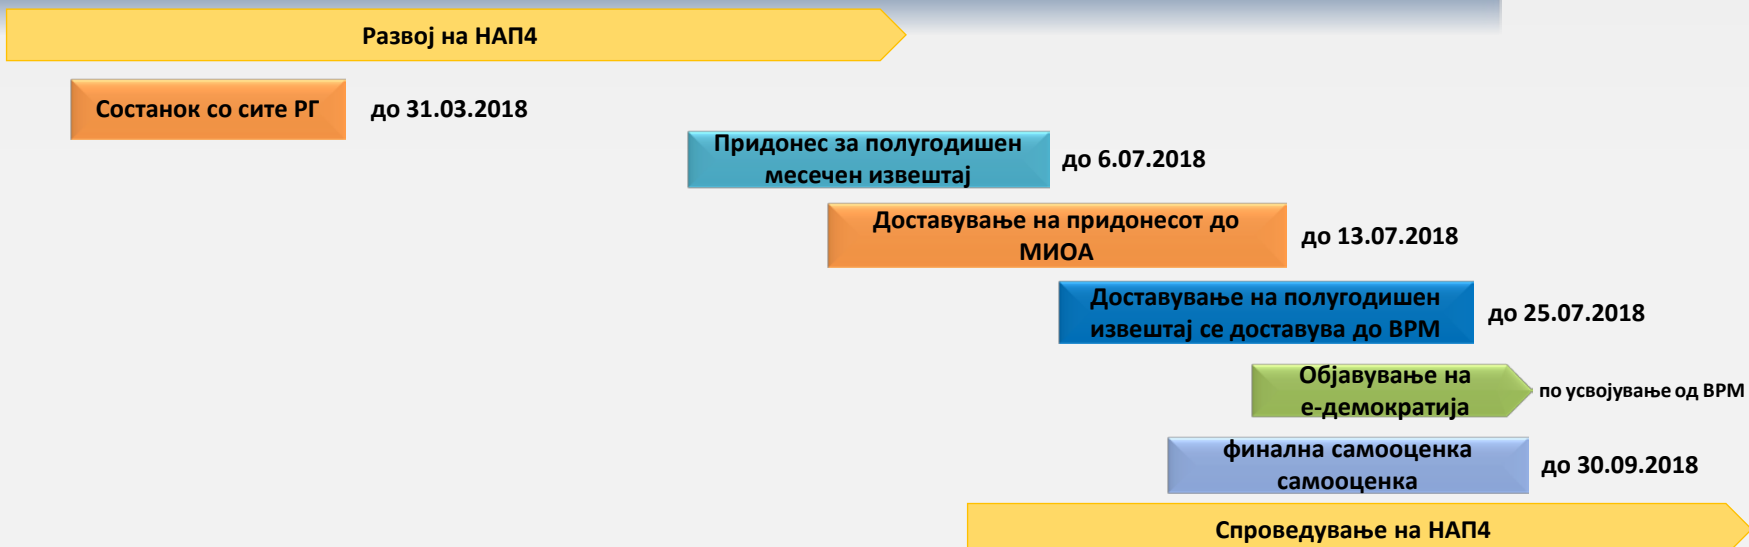 Развој на НАП4
Состанок со сите РГ
до 31.03.2018
Придонес за полугодишен
месечен извештај
до 6.07.2018
Доставување на придонесот до
МИОА
до 13.07.2018
Доставување на полугодишен
извештај се доставува до ВРМ
до 25.07.2018
Објавување на
е-демократија
по усвојување од ВРМ
финална самооценка
самооценка
до 30.09.2018
Спроведување на НАП4